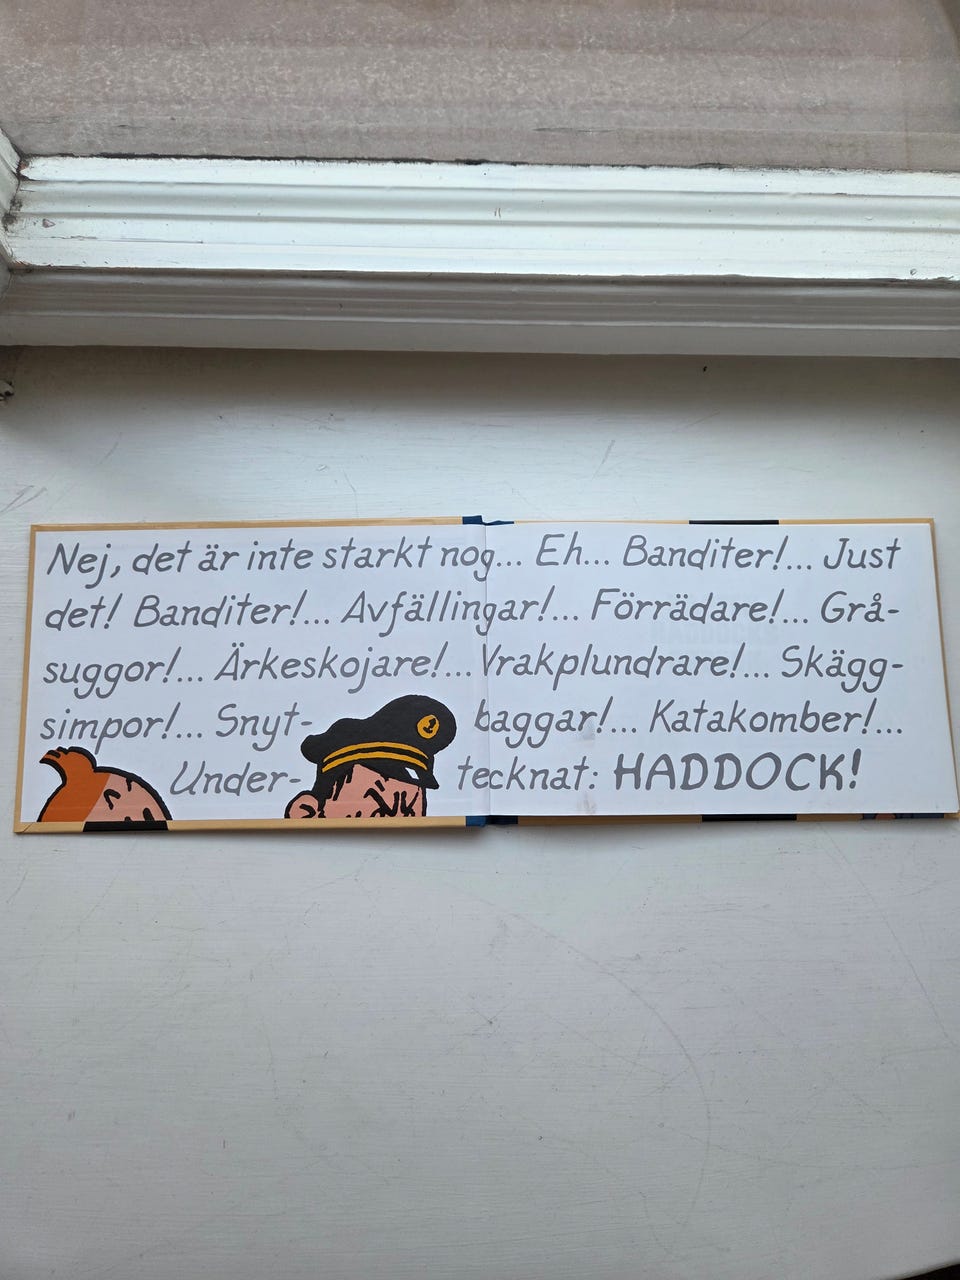 Nej, det är inte starkt nog... Eh... Banditer!... Just
det! Banditer!... Avfällingar!... Förrädare!... Grå-
suggor!... Ärkeskojare!... Vrakplundrare!... Skägg-
simpor!... Snyt- baggar!... Katakomber!...
Under- tecknat: HADDOCK!